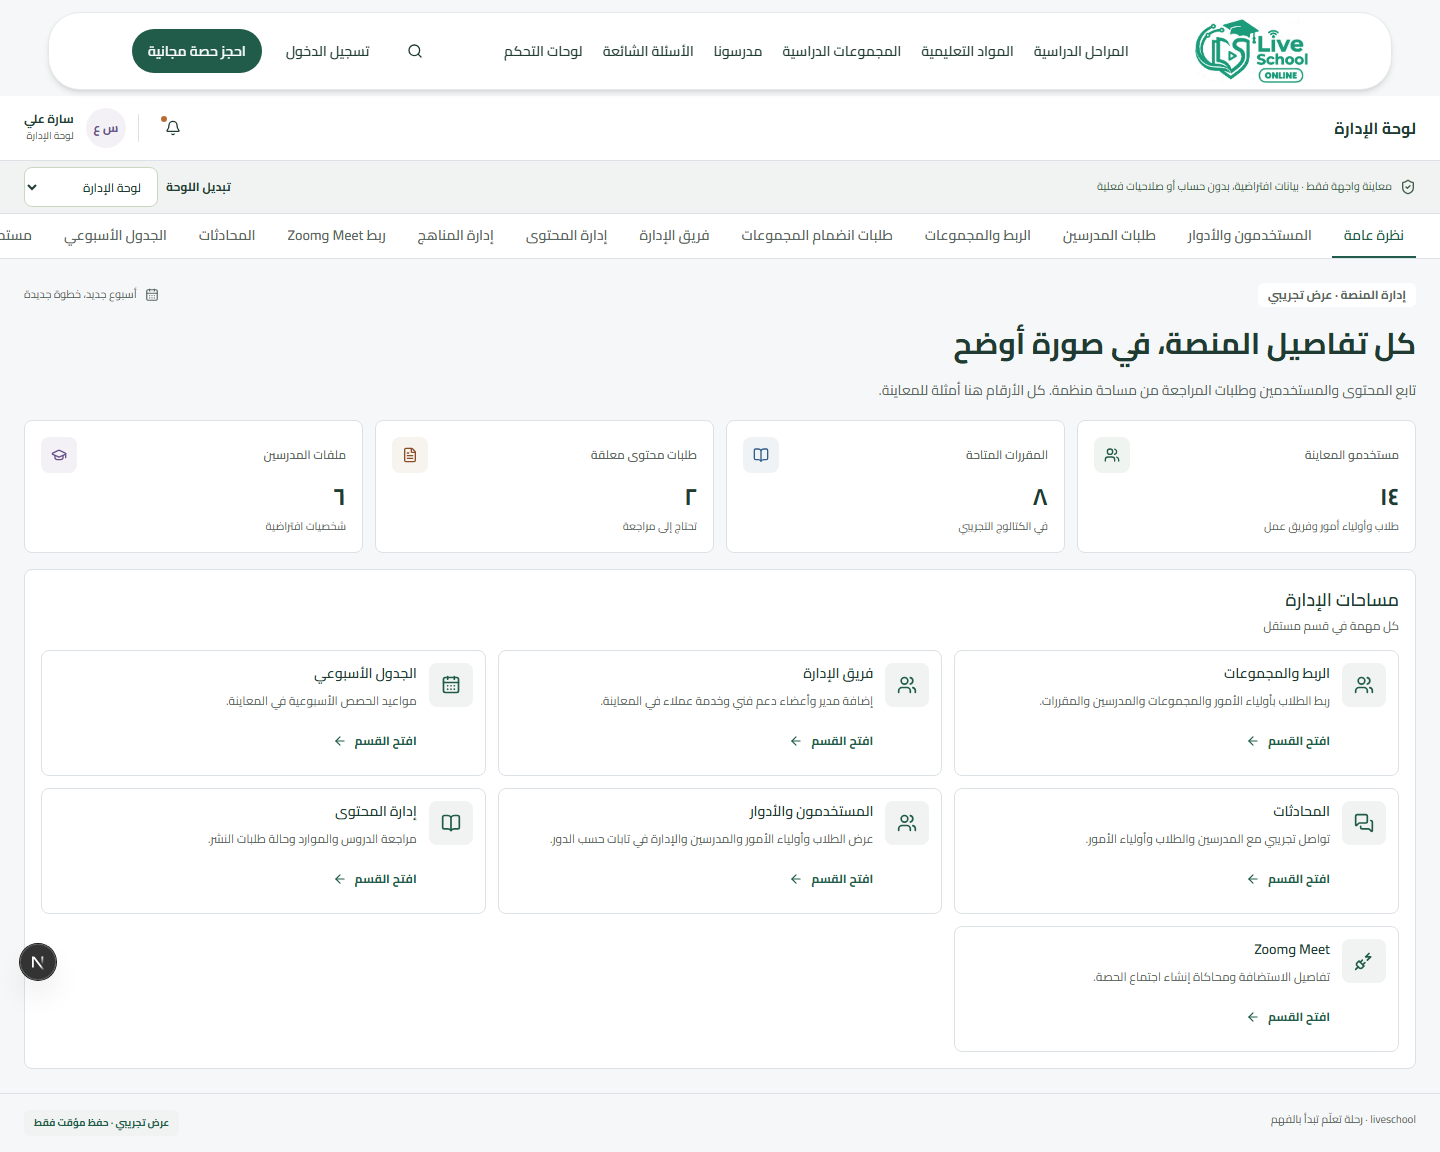 Live School ONLINE
المراحل الدراسية
المواد التعليمية
المجموعات الدراسية
مدرسونا
الأسئلة الشائعة
لوحات التحكم
تسجيل الدخول
احجز حصة مجانية
لوحة الإدارة
س ع
سارة علي
لوحة الإدارة
معاينة واجهة فقط · بيانات افتراضية، بدون حساب أو صلاحيات فعلية
تبديل اللوحة
لوحة الإدارة
نظرة عامة
المستخدمون والأدوار
طلبات المدرسين
الربط والمجموعات
طلبات انضمام المجموعات
فريق الإدارة
إدارة المحتوى
إدارة المناهج
ربط Zoomg Meet
المحادثات
الجدول الأسبوعي
إدارة المنصة · عرض تجريبي
أسبوع جديد، خطوة جديدة
كل تفاصيل المنصة، في صورة أوضح
تابع المحتوى والمستخدمين وطلبات المراجعة من مساحة منظمة. كل الأرقام هنا أمثلة للمعاينة.
مستخدمو المعاينة
١٤
طلاب وأولياء أمور وفريق عمل
المقررات المتاحة
٨
في الكتالوج التجريبي
طلبات محتوى معلقة
٢
تحتاج إلى مراجعة
ملفات المدرسين
٦
شخصيات افتراضية
مساحات الإدارة
كل مهمة في قسم مستقل
الربط والمجموعات
ربط الطلاب بأولياء الأمور والمجموعات والمدرسين والمقررات.
افتح القسم
فريق الإدارة
إضافة مدير وأعضاء دعم فني وخدمة عملاء في المعاينة.
افتح القسم
الجدول الأسبوعي
مواعيد الحصص الأسبوعية في المعاينة.
افتح القسم
المحادثات
تواصل تجريبي مع المدرسين والطلاب وأولياء الأمور.
افتح القسم
المستخدمون والأدوار
عرض الطلاب وأولياء الأمور والمدرسين والإدارة في تابات حسب الدور.
افتح القسم
إدارة المحتوى
مراجعة الدروس والموارد وحالة طلبات النشر.
افتح القسم
Zoomg Meet
تفاصيل الاستضافة ومحاكاة إنشاء اجتماع الحصة.
افتح القسم
N
liveschool · رحلة تعلّم تبدأ بالفهم
عرض تجريبي · حفظ مؤقت فقط